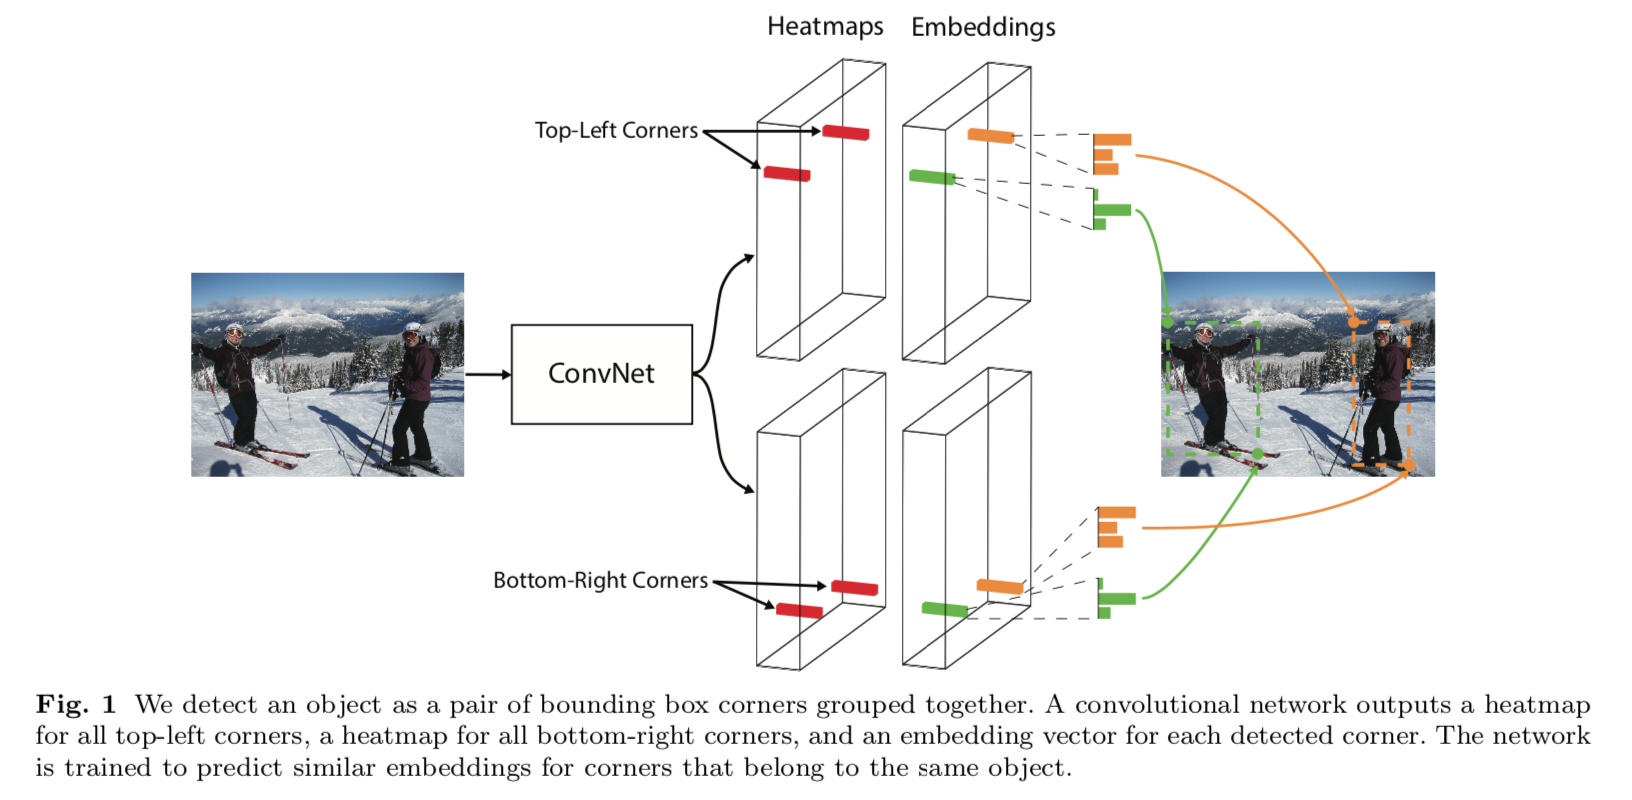 Heatmaps Embeddings
Top-Left Corners
ConvNet
Bottom-Right Corners
Fig. 1 We detect an object as a pair of bounding box corners grouped together. A convolutional network outputs a heatmap
for all top-left corners, a heatmap for all bottom-right corners, and an embedding vector for each detected corner. The network
is trained to predict similar embeddings for corners that belong to the same object.